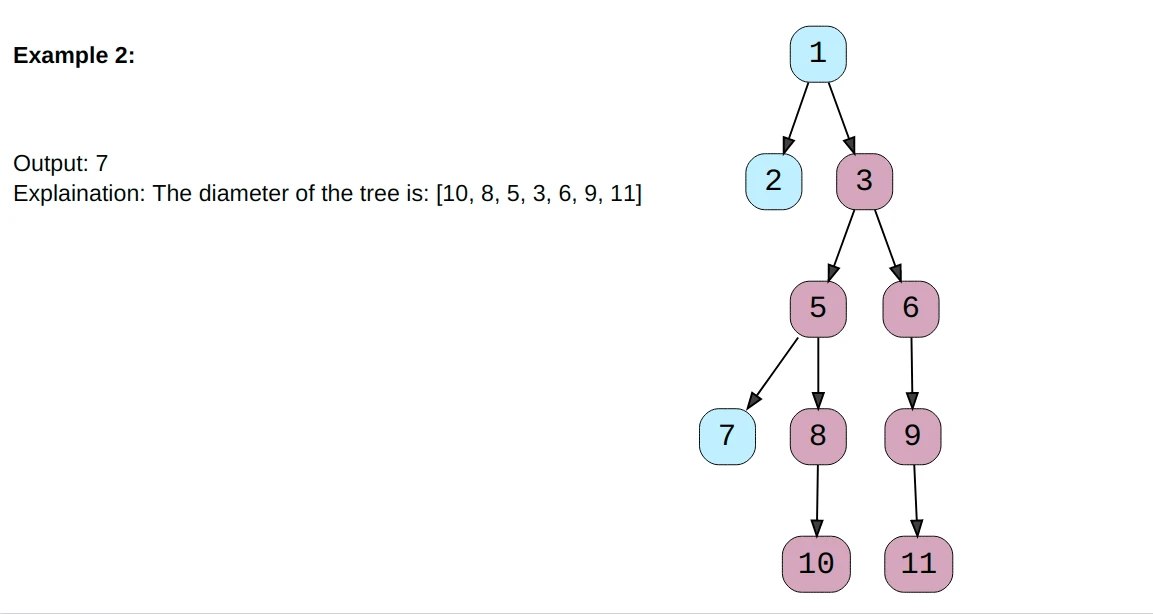 Example 2:
Output: 7
Explaination: The diameter of the tree is: [10, 8, 5, 3, 6, 9, 11]
1
2 3
5 6
7 8 9
10 11